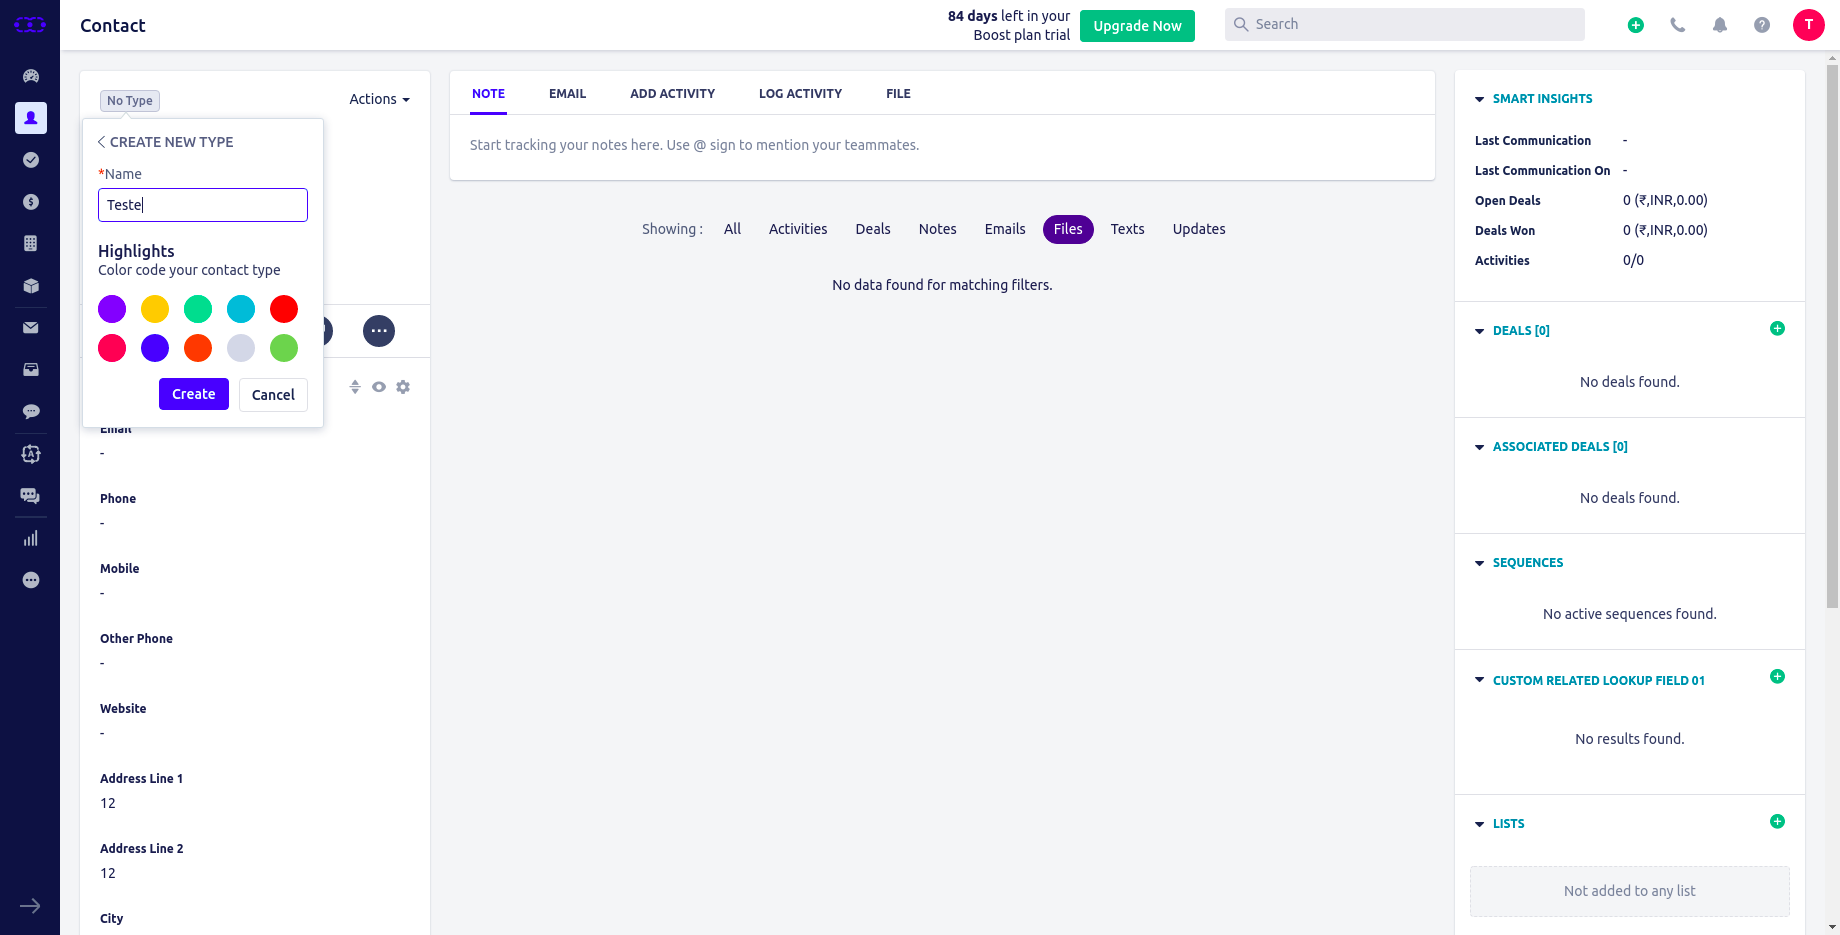 Contact
84 days left in your
Boost plan trial
Upgrade Now
Search
T
No Type
Actions
CREATE NEW TYPE
*Name
Teste
Highlights
Color code your contact type
Create
Cancel
Email
-
Phone
-
Mobile
-
Other Phone
-
Website
-
Address Line 1
12
Address Line 2
12
City
NOTE
EMAIL
ADD ACTIVITY
LOG ACTIVITY
FILE
Start tracking your notes here. Use @ sign to mention your teammates.
Showing : All Activities Deals Notes Emails Files Texts Updates
No data found for matching filters.
SMART INSIGHTS
Last Communication -
Last Communication On -
Open Deals 0 (₹,INR,0.00)
Deals Won 0 (₹,INR,0.00)
Activities 0/0
DEALS [0]
No deals found.
ASSOCIATED DEALS [0]
No deals found.
SEQUENCES
No active sequences found.
CUSTOM RELATED LOOKUP FIELD 01
No results found.
LISTS
Not added to any list